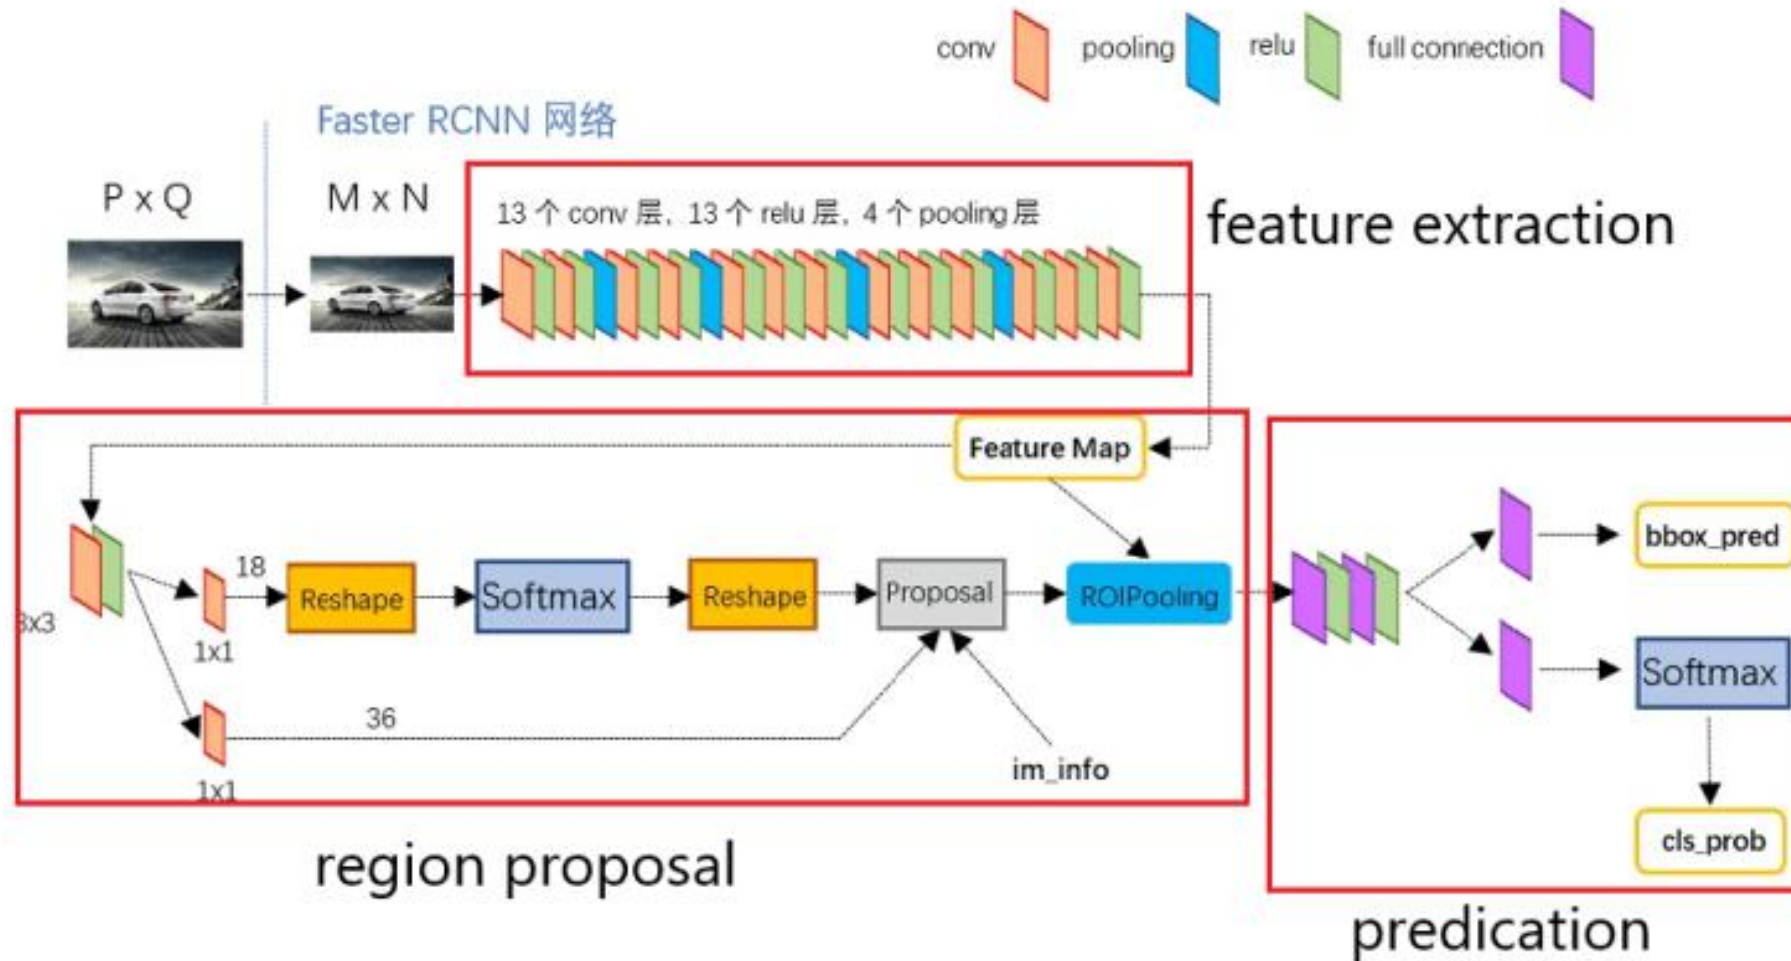 conv pooling relu full connection
Faster RCNN 网络
P x Q
M x N
13 个 conv 层, 13 个 relu 层, 4 个 pooling 层
feature extraction
Feature Map
18
Reshape
Softmax
Reshape
Proposal
ROIPooling
3x3
1x1
36
1x1
im_info
bbox_pred
Softmax
cls_prob
region proposal
predication